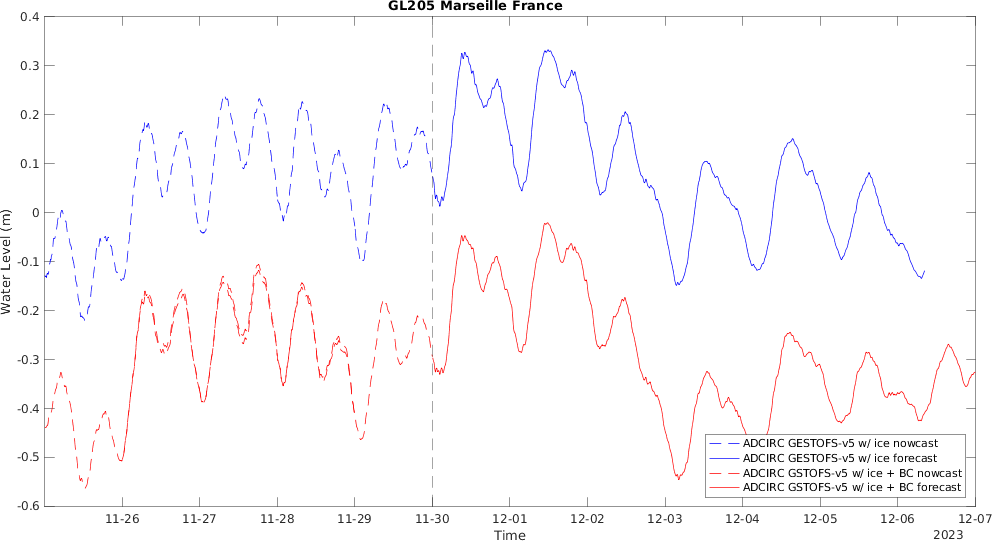 GL205 Marseille France
0.4
0.3
0.2
0.1
0
-0.1
-0.2
-0.3
-0.4
-0.5
-0.6
Water Level (m)
ADCIRC GESTOFS-v5 w/ ice nowcast
ADCIRC GESTOFS-v5 w/ ice forecast
ADCIRC GSTOFS-v5 w/ ice + BC nowcast
ADCIRC GSTOFS-v5 w/ ice + BC forecast
11-26 11-27 11-28 11-29 11-30 12-01 12-02 12-03 12-04 12-05 12-06 12-07
Time
2023